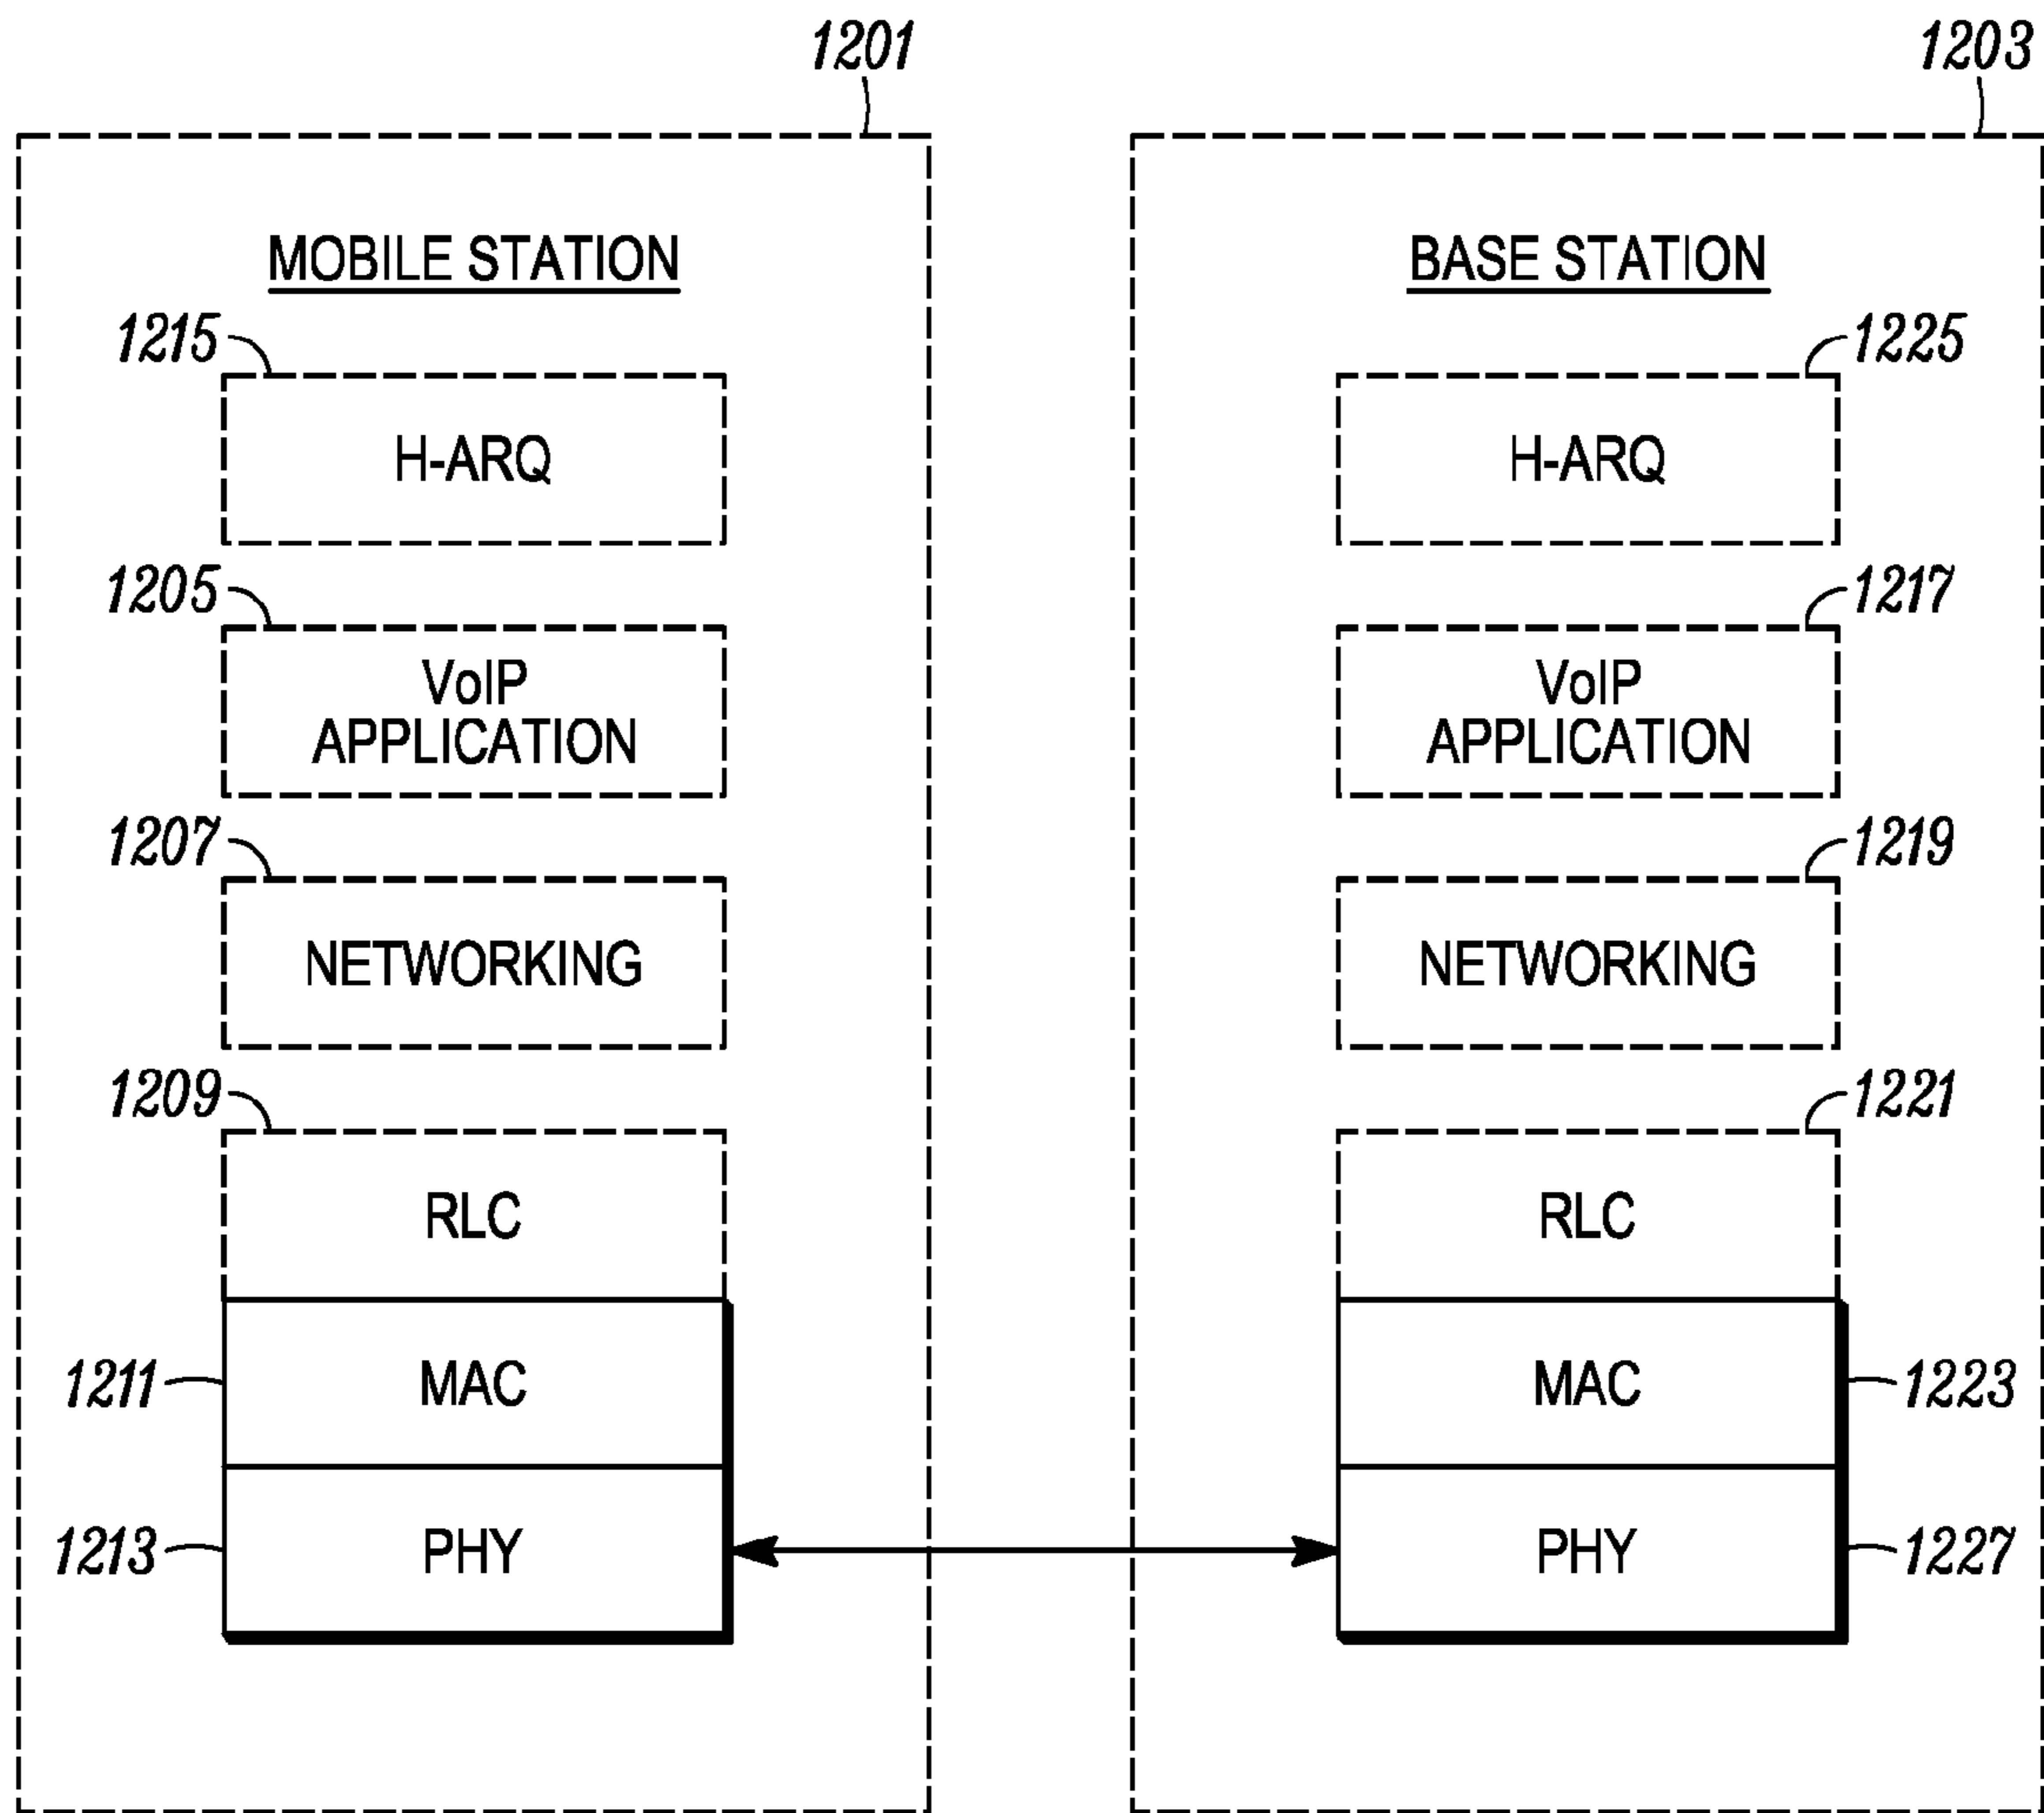 1201
1203
MOBILE STATION
BASE STATION
1215
1225
H-ARQ
H-ARQ
1205
1217
VoIP
APPLICATION
VoIP
APPLICATION
1207
1219
NETWORKING
NETWORKING
1209
1221
RLC
RLC
1211
MAC
MAC
1223
1213
PHY
PHY
1227